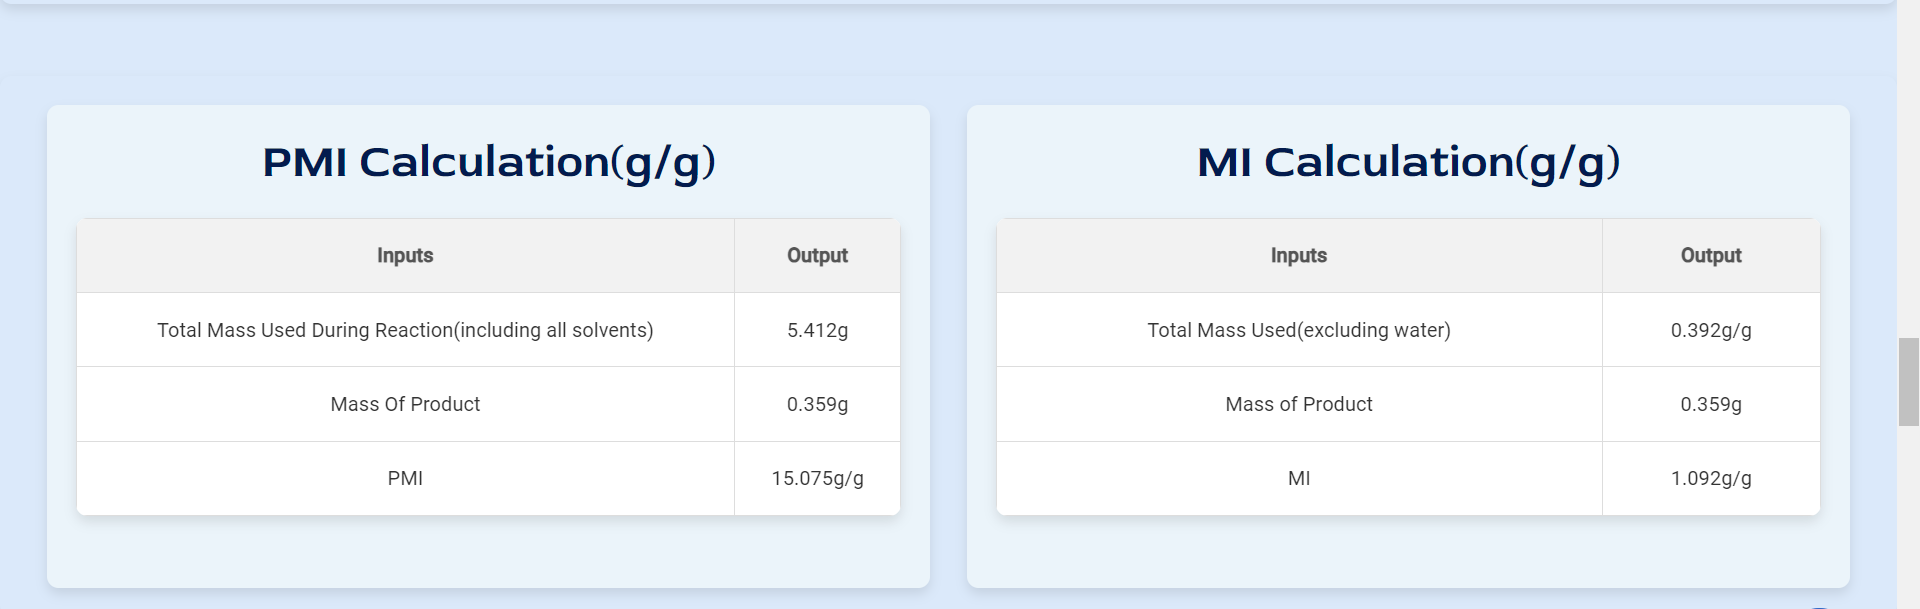 PMI Calculation(g/g)
Inputs Output
Total Mass Used During Reaction(including all solvents) 5.412g
Mass Of Product 0.359g
PMI 15.075g/g
MI Calculation(g/g)
Inputs Output
Total Mass Used(excluding water) 0.392g/g
Mass of Product 0.359g
MI 1.092g/g